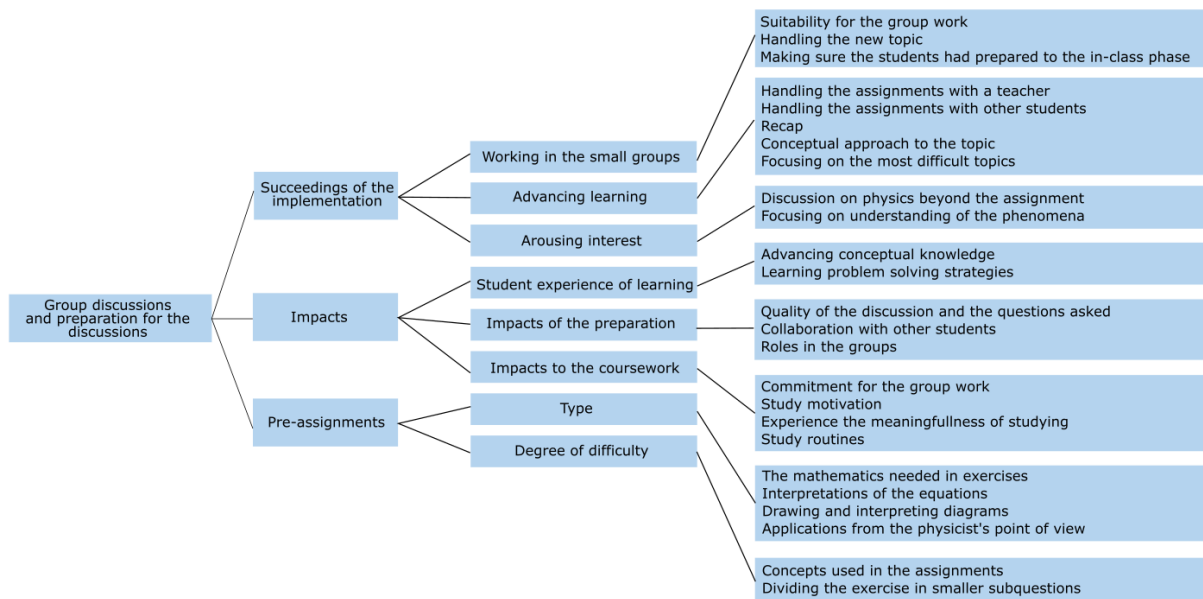 Group discussions
and preparation for the
discussions
Succeedings of the
implementation
Impacts
Pre-assignments
Working in the small groups
Advancing learning
Arousing interest
Student experience of learning
Impacts of the preparation
Impacts to the coursework
Type
Degree of difficulty
Suitability for the group work
Handling the new topic
Making sure the students had prepared to the in-class phase
Handling the assignments with a teacher
Handling the assignments with other students
Recap
Conceptual approach to the topic
Focusing on the most difficult topics
Discussion on physics beyond the assignment
Focusing on understanding of the phenomena
Advancing conceptual knowledge
Learning problem solving strategies
Quality of the discussion and the questions asked
Collaboration with other students
Roles in the groups
Commitment for the group work
Study motivation
Experience the meaningfullness of studying
Study routines
The mathematics needed in exercises
Interpretations of the equations
Drawing and interpreting diagrams
Applications from the physicist's point of view
Concepts used in the assignments
Dividing the exercise in smaller subquestions